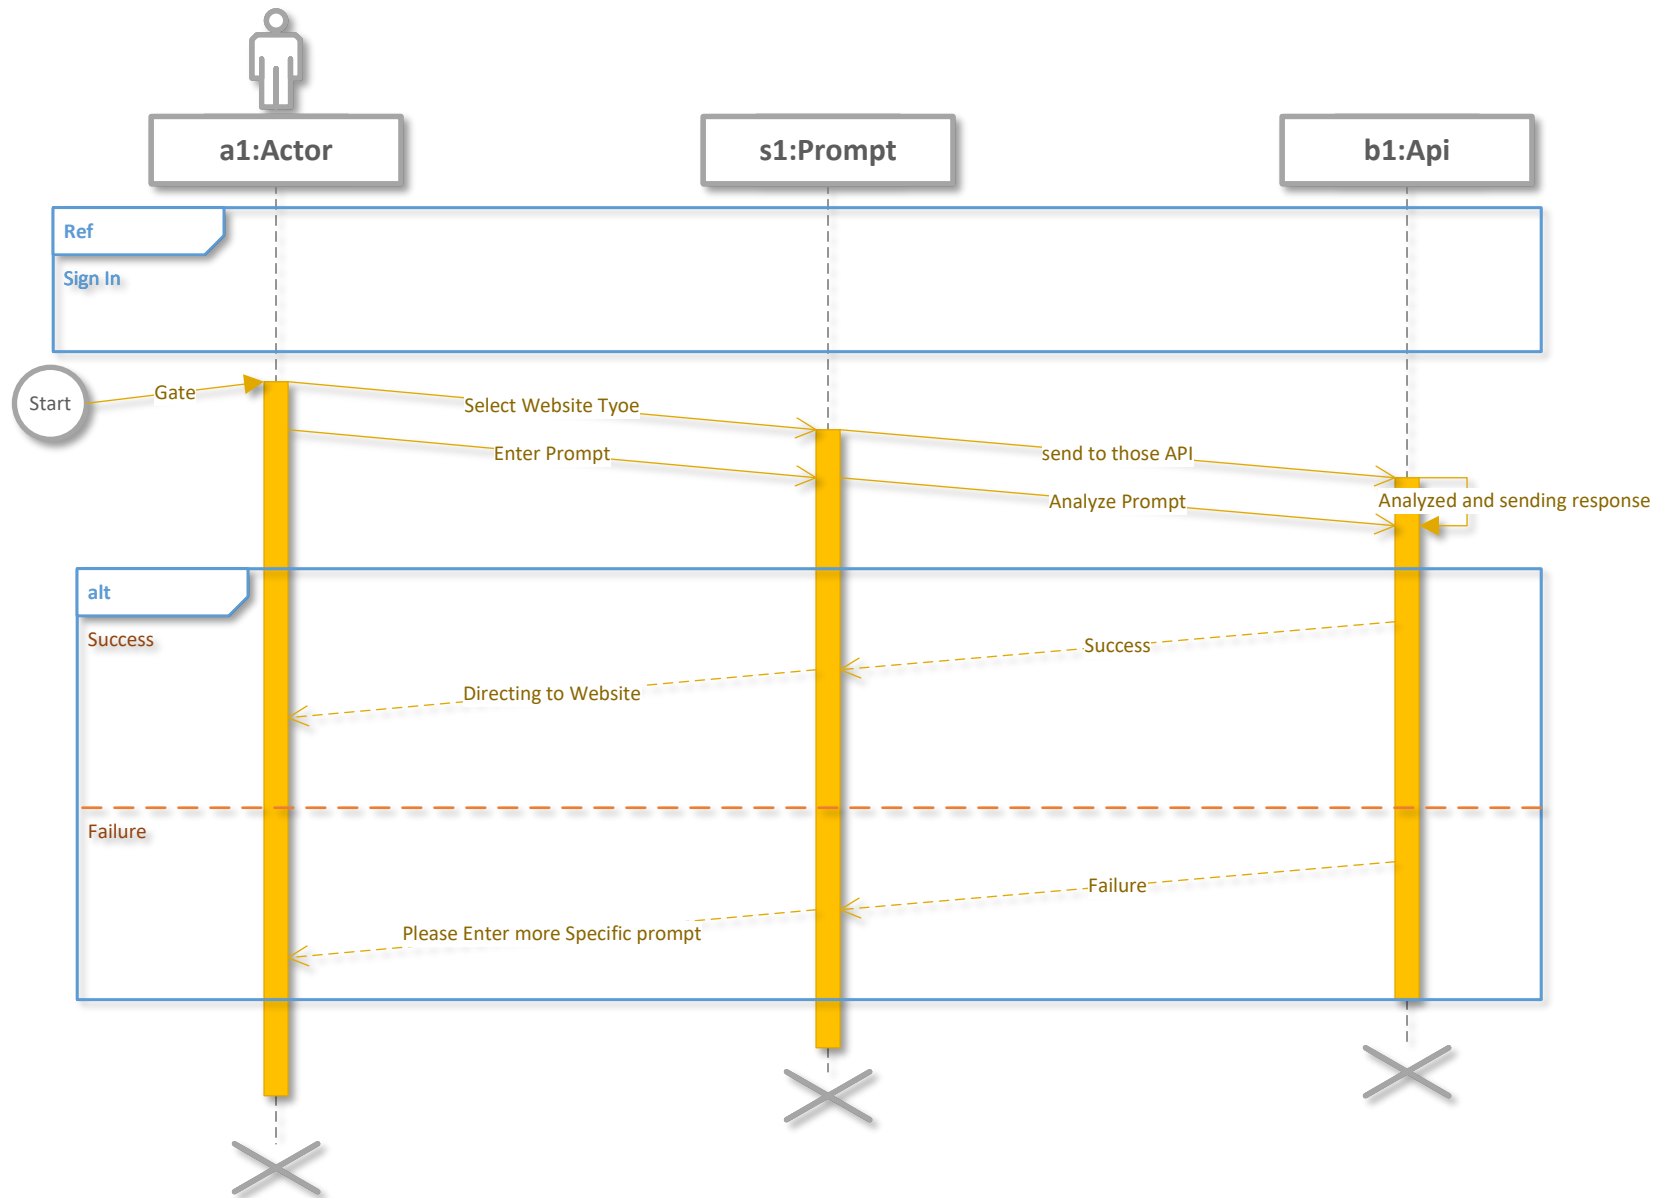 a1:Actor
s1:Prompt
b1:Api
Ref
Sign In
Start
Gate
Select Website Tyoe
Enter Prompt
send to those API
Analyze Prompt
Analyzed and sending response
alt
Success
Success
Directing to Website
Failure
Failure
Please Enter more Specific prompt